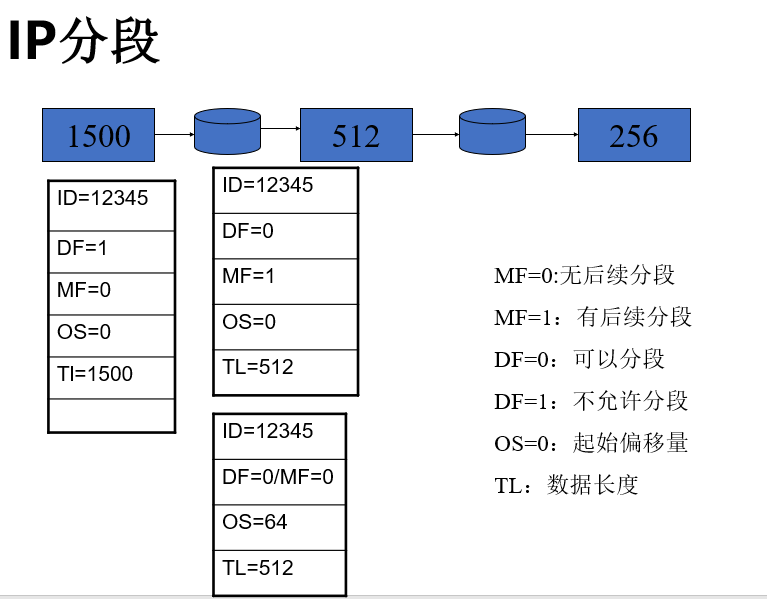 IP分段
1500
512
256
ID=12345
DF=1
MF=0
OS=0
Tl=1500
ID=12345
DF=0
MF=1
OS=0
TL=512
ID=12345
DF=0/MF=0
OS=64
TL=512
MF=0:无后续分段
MF=1：有后续分段
DF=0：可以分段
DF=1：不允许分段
OS=0：起始偏移量
TL：数据长度